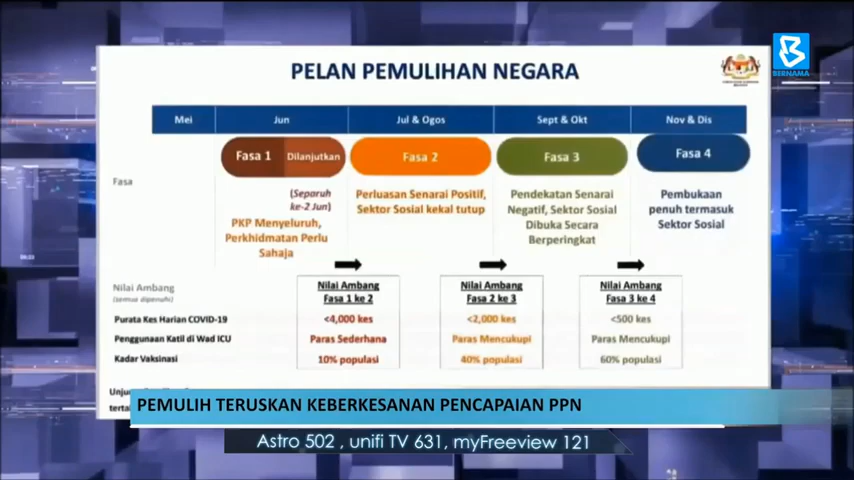 BERNAMA
PELAN PEMULIHAN NEGARA
Mei Jun Jul & Ogos Sept & Okt Nov & Dis
Fasa 1 Dilanjutkan Fasa 2 Fasa 3 Fasa 4
Fasa
(Separuh
ke-2 Jun)
PKP Menyeluruh,
Perkhidmatan Perlu
Sahaja
Perluasan Senarai Positif,
Sektor Sosial kekal tutup
Pendekatan Senarai
Negatif, Sektor Sosial
Dibuka Secara
Berperingkat
Pembukaan
penuh termasuk
Sektor Sosial
Nilai Ambang
(semua dipenuhi)
Nilai Ambang Nilai Ambang Nilai Ambang
Fasa 1 ke 2 Fasa 2 ke 3 Fasa 3 ke 4
Purata Kes Harian COVID-19 <4,000 kes <2,000 kes <500 kes
Penggunaan Katil di Wad ICU Paras Sederhana Paras Mencukupi Paras Mencukupi
Kadar Vaksinasi 10% populasi 40% populasi 60% populasi
PEMULIH TERUSKAN KEBERKESANAN PENCAPAIAN PPN
Astro 502 , unifi TV 631, myFreeview 121